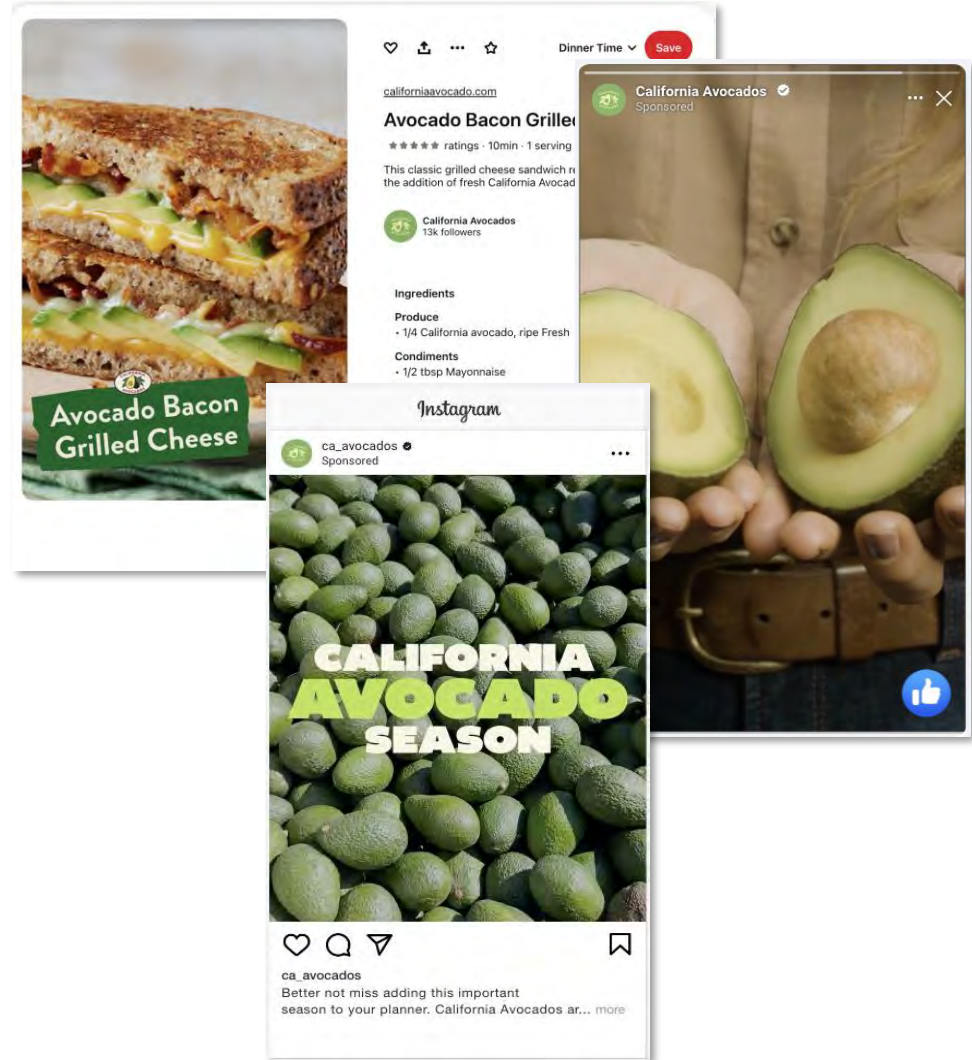 Dinner Time
Save
californiaavocado.com
Avocado Bacon Grille
ratings · 10min · 1 serving
This classic grilled cheese sandwich re
the addition of fresh California Avocad
California Avocados
13k followers
Ingredients
Produce
• 1/4 California avocado, ripe Fresh
Condiments
• 1/2 tbsp Mayonnaise
Avocado Bacon
Grilled Cheese
California Avocados
Sponsored
Instagram
ca_avocados
Sponsored
CALIFORNIA
AVOCADO
SEASON
ca_avocados
Better not miss adding this important
season to your planner. California Avocados ar... more